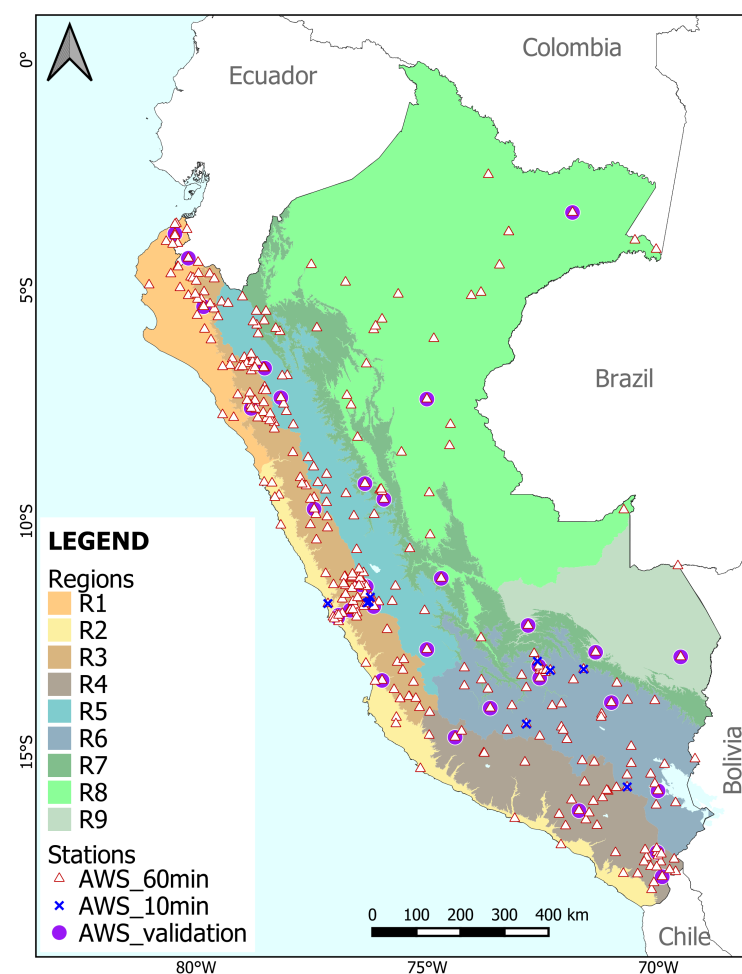 Colombia
Ecuador
0°
5°S
Brazil
10°S
LEGEND
Regions
R1
R2
R3
R4
R5
R6
R7
R8
R9
15°S
Bolivia
Stations
AWS_60min
AWS_10min
AWS_validation
0 100 200 300 400 km
Chile
80°W 75°W 70°W